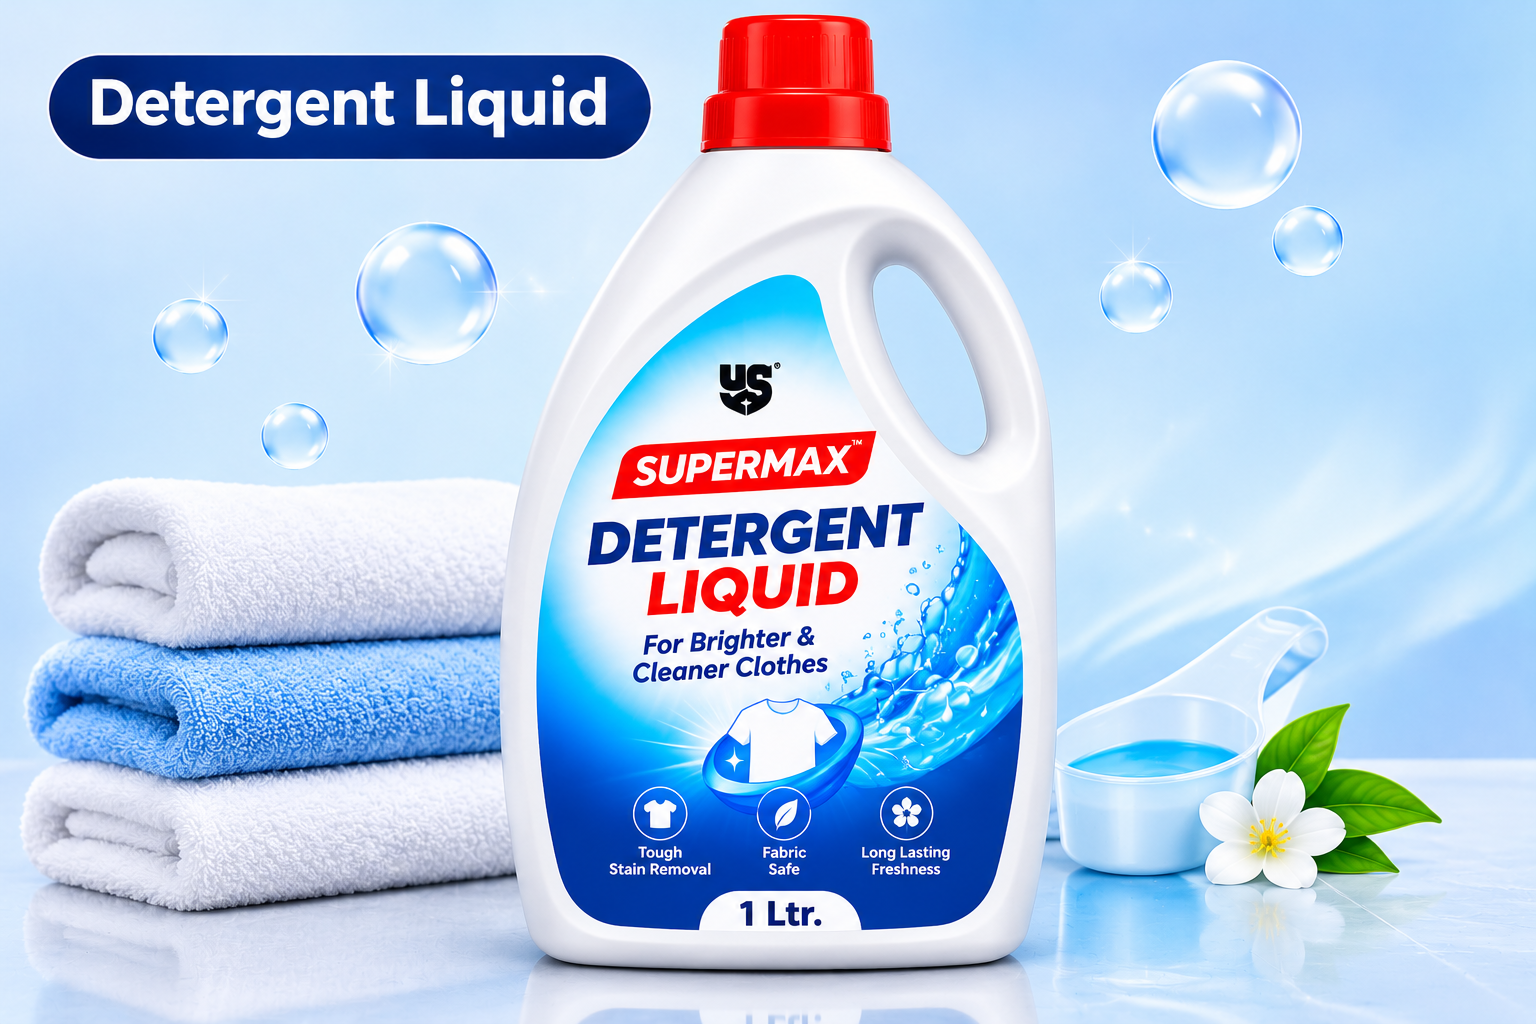 Detergent Liquid
US®
SUPERMAX™
DETERGENT
LIQUID
For Brighter &
Cleaner Clothes
Tough
Stain Removal
Fabric
Safe
Long Lasting
Freshness
1 Ltr.